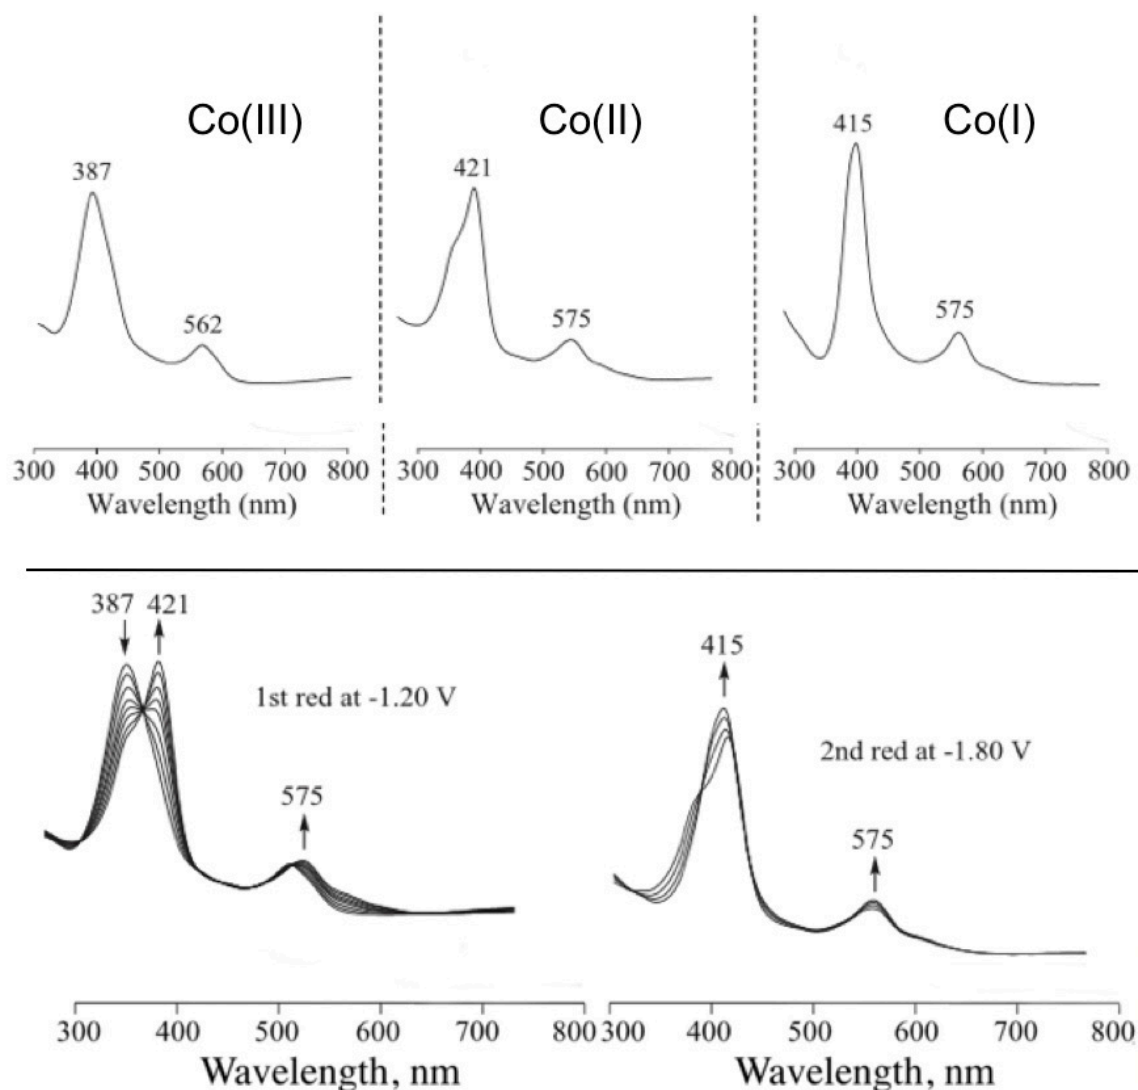 Co(III)
387
562
300 400 500 600 700 800
Wavelength (nm)
Co(II)
421
575
300 400 500 600 700 800
Wavelength (nm)
Co(I)
415
575
300 400 500 600 700 800
Wavelength (nm)
387 421
1st red at -1.20 V
575
300 400 500 600 700 800
Wavelength, nm
415
2nd red at -1.80 V
575
300 400 500 600 700 800
Wavelength, nm